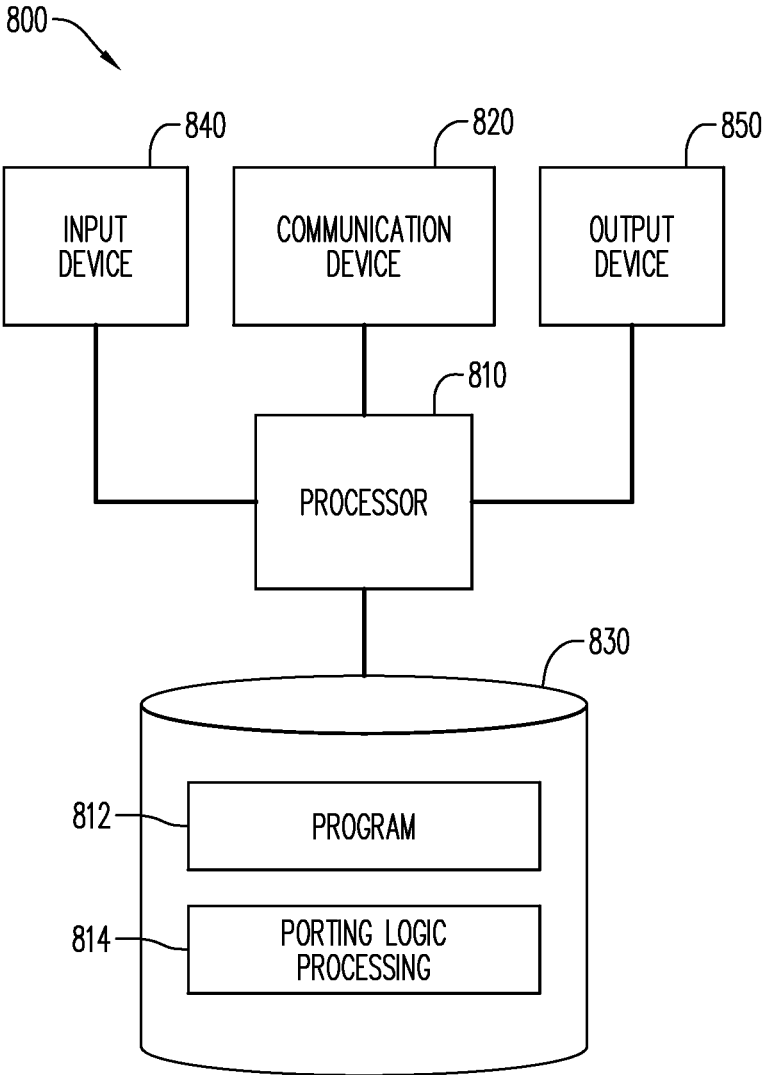 800
840
820
850
INPUT
DEVICE
COMMUNICATION
DEVICE
OUTPUT
DEVICE
810
PROCESSOR
830
812
PROGRAM
814
PORTING LOGIC
PROCESSING